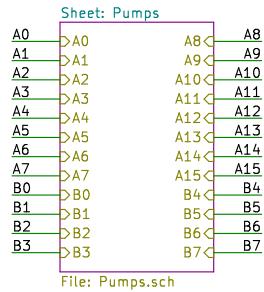 Sheet: Pumps
A0 A0 A8 A8
A1 A1 A9 A9
A2 A2 A10 A10
A3 A3 A11 A11
A4 A4 A12 A12
A5 A5 A13 A13
A6 A6 A14 A14
A7 A7 A15 A15
B0 B0 B4 B4
B1 B1 B5 B5
B2 B2 B6 B6
B3 B3 B7 B7
File: Pumps.sch